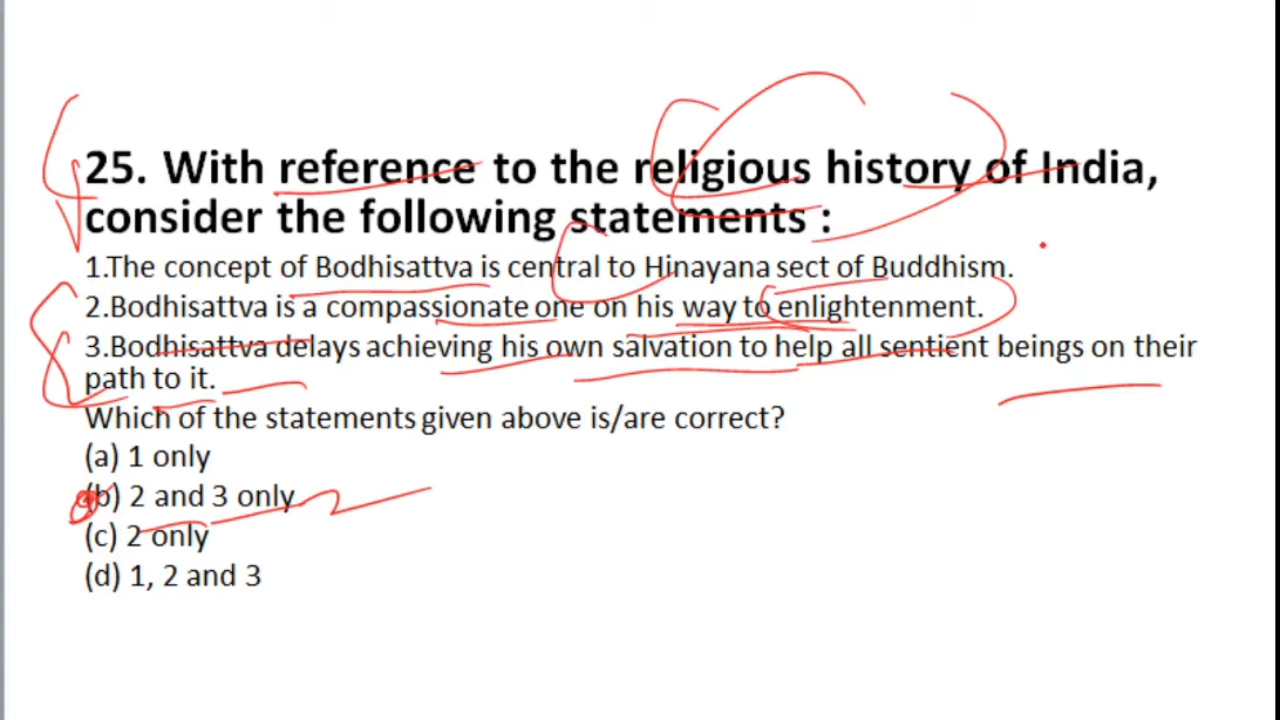 25. With reference to the religious history of India,
consider the following statements :
1.The concept of Bodhisattva is central to Hinayana sect of Buddhism.
2.Bodhisattva is a compassionate one on his way to enlightenment.
3.Bodhisattva delays achieving his own salvation to help all sentient beings on their
path to it.
Which of the statements given above is/are correct?
(a) 1 only
(b) 2 and 3 only
(c) 2 only
(d) 1, 2 and 3